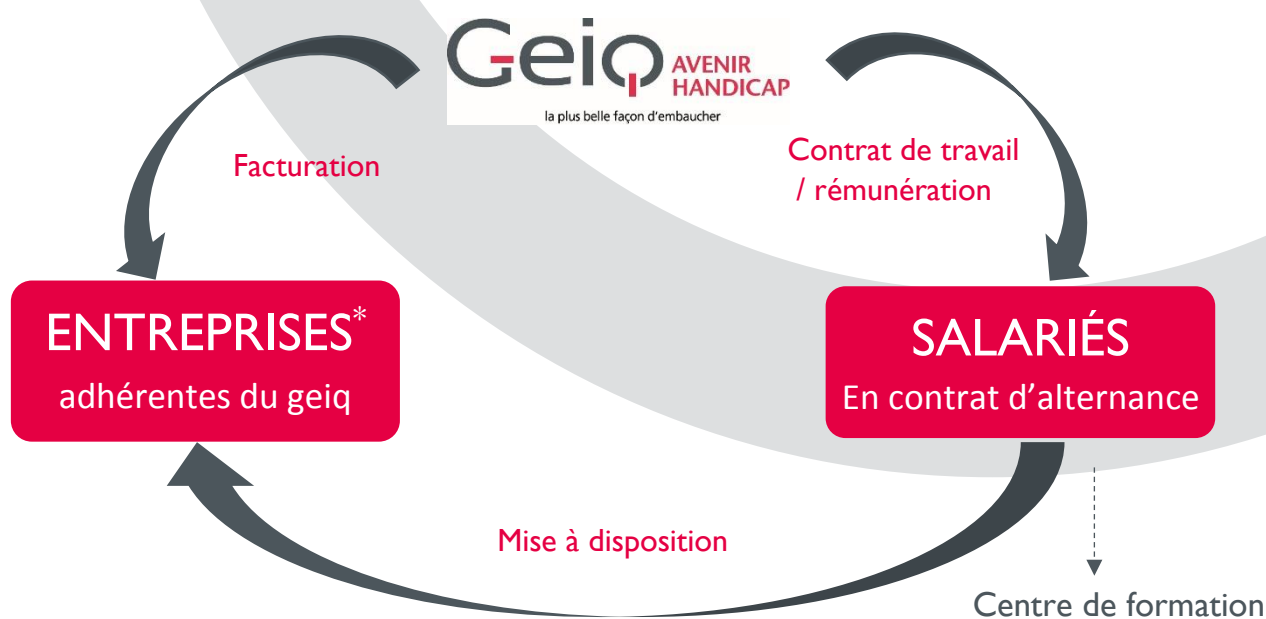 Geiq AVENIR
HANDICAP
la plus belle façon d'embaucher
Facturation
Contrat de travail
/ rémunération
ENTREPRISES*
adhérentes du geiq
SALARIÉS
En contrat d'alternance
Mise à disposition
Centre de formation